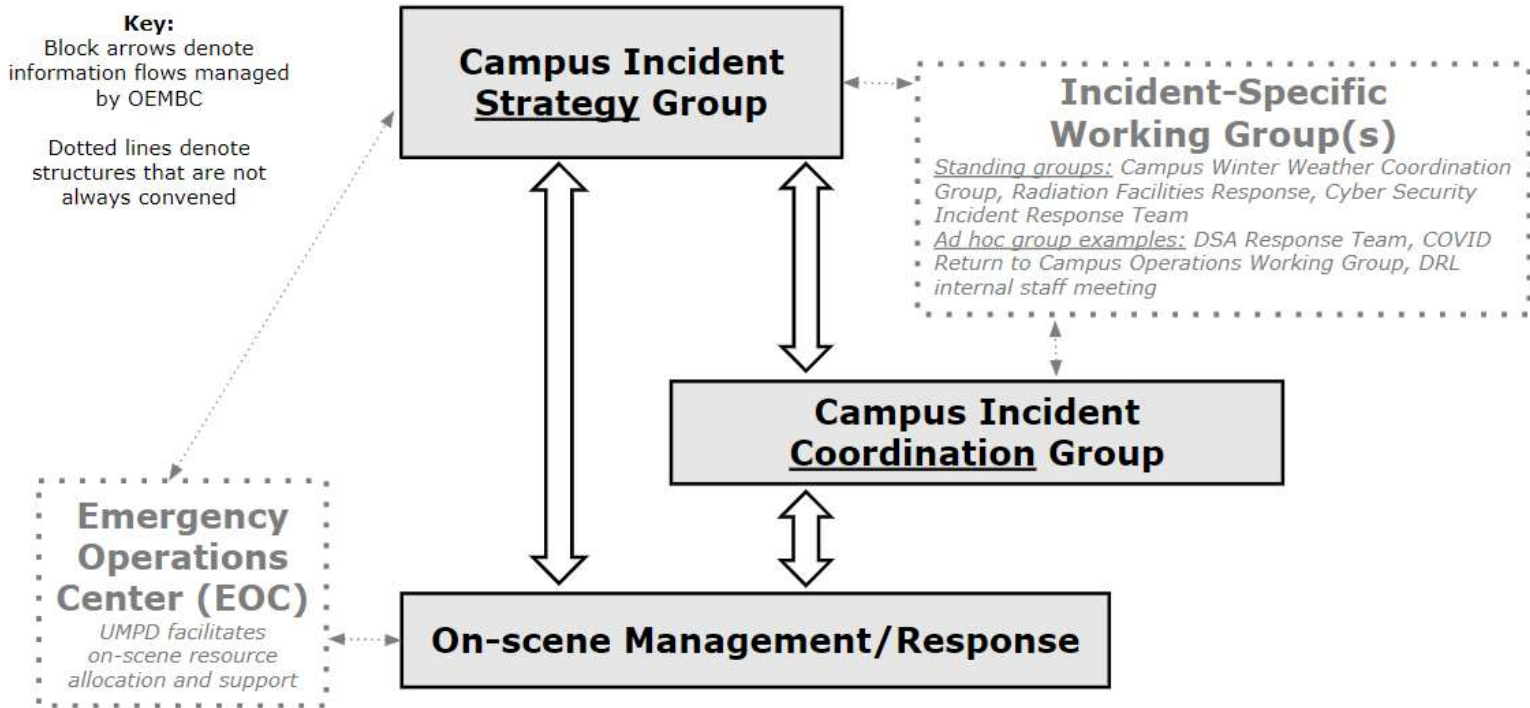 Key:
Block arrows denote
information flows managed
by OEMBC
Dotted lines denote
structures that are not
always convened
Campus Incident
Strategy Group
Incident-Specific
Working Group(s)
Standing groups: Campus Winter Weather Coordination
Group, Radiation Facilities Response, Cyber Security
Incident Response Team
Ad hoc group examples: DSA Response Team, COVID
Return to Campus Operations Working Group, DRL
internal staff meeting
Campus Incident
Coordination Group
Emergency
Operations
Center (EOC)
UMPD facilitates
on-scene resource
allocation and support
On-scene Management/Response